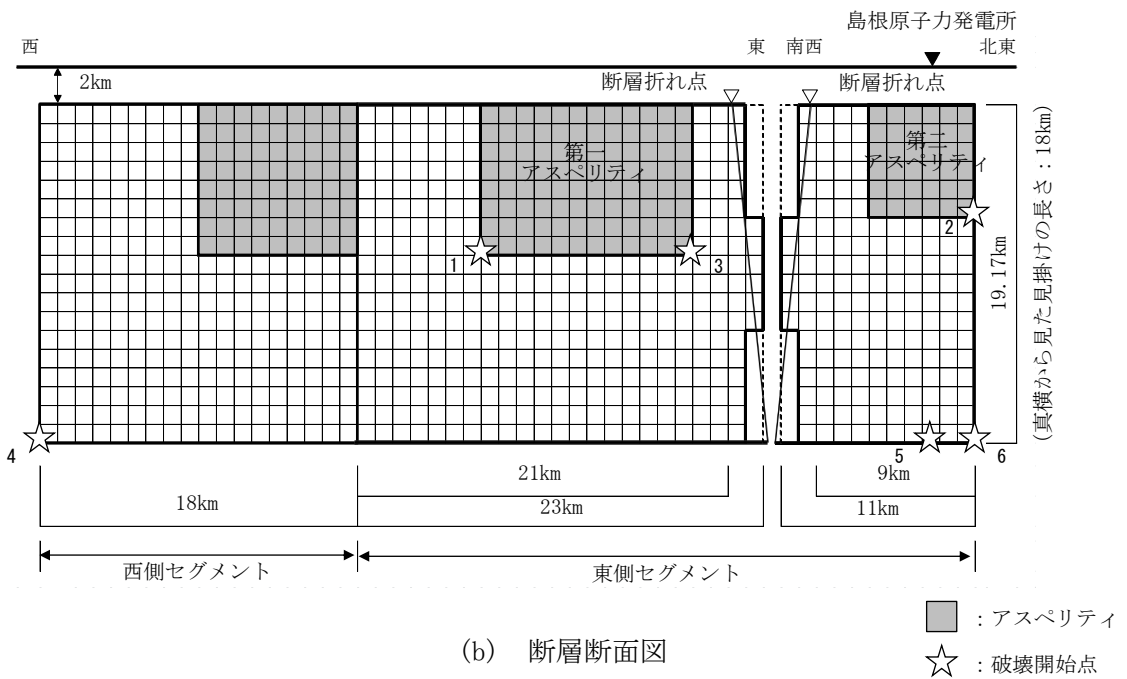 島根原子力発電所
西
東
南西
北東
2km
断層折れ点
断層折れ点
第一
アスペリティ
第二
アスペリティ
1
3
2
4
5
6
19.17km
(真横から見た見掛けの長さ：18km)
21km
9km
18km
23km
11km
西側セグメント
東側セグメント
(b) 断層断面図
：アスペリティ
：破壊開始点